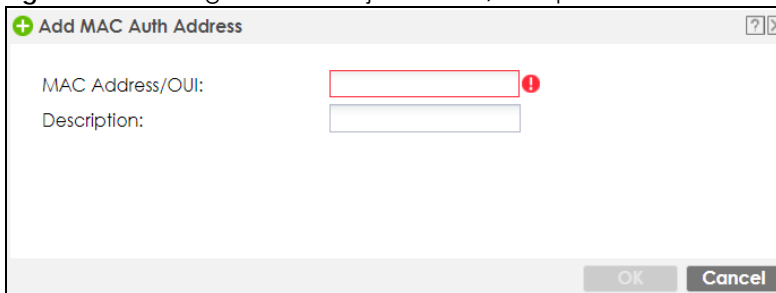 Add MAC Auth Address
?
MAC Address/OUI:
!
Description:
OK
Cancel